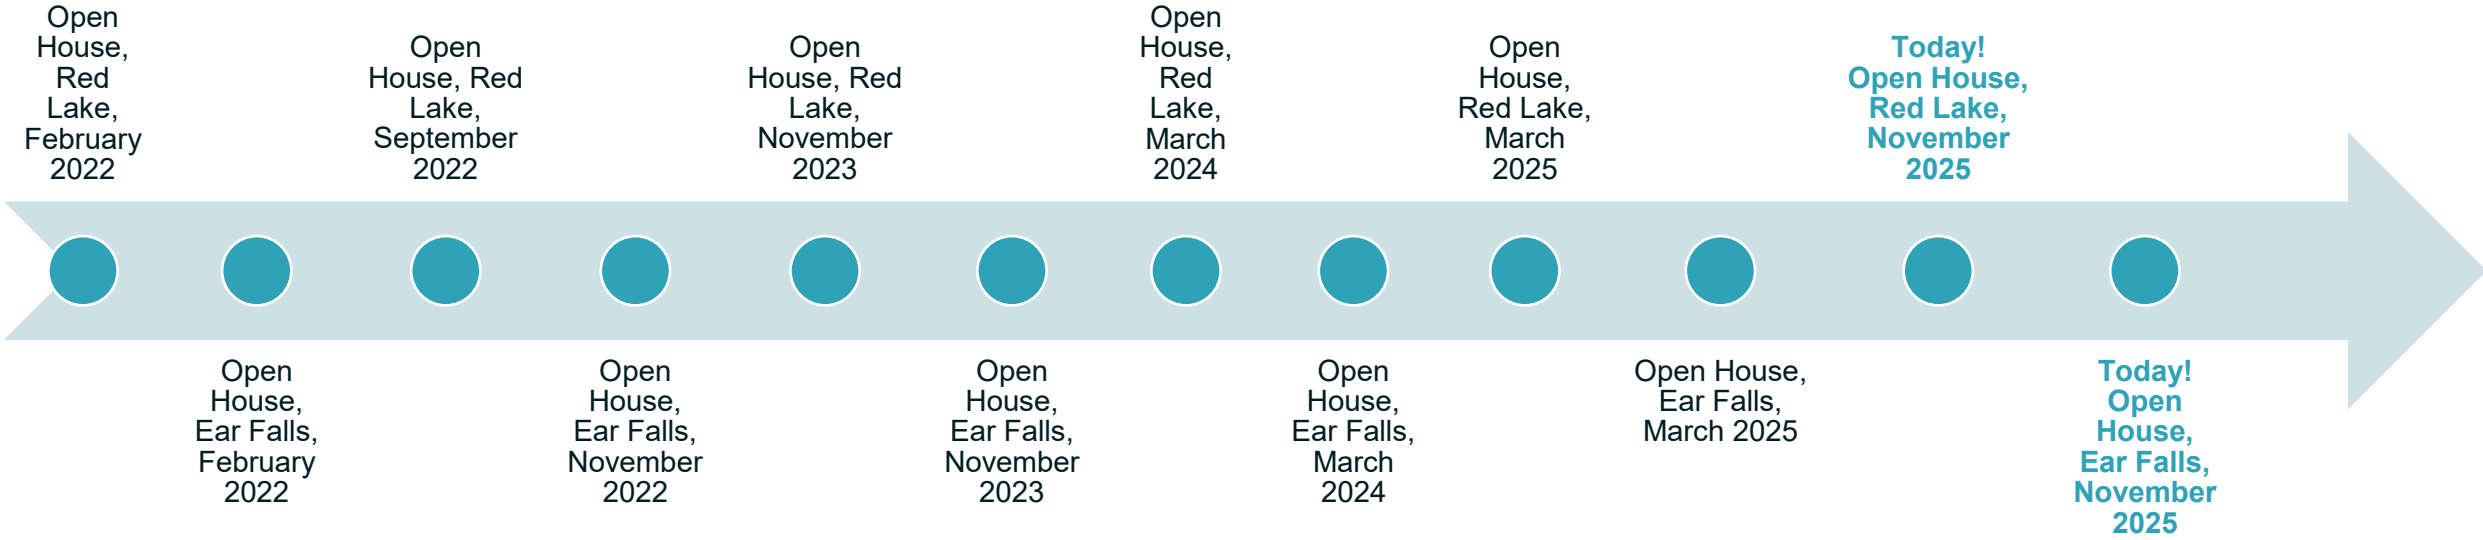 Open
House,
Red
Lake,
February
2022
Open
House, Red
Lake,
September
2022
Open
House, Red
Lake,
November
2023
Open
House,
Red
Lake,
March
2024
Open
House,
Red Lake,
March
2025
Today!
Open House,
Red Lake,
November
2025
Open
House,
Ear Falls,
February
2022
Open
House,
Ear Falls,
November
2022
Open
House,
Ear Falls,
November
2023
Open
House,
Ear Falls,
March
2024
Open House,
Ear Falls,
March 2025
Today!
Open
House,
Ear Falls,
November
2025